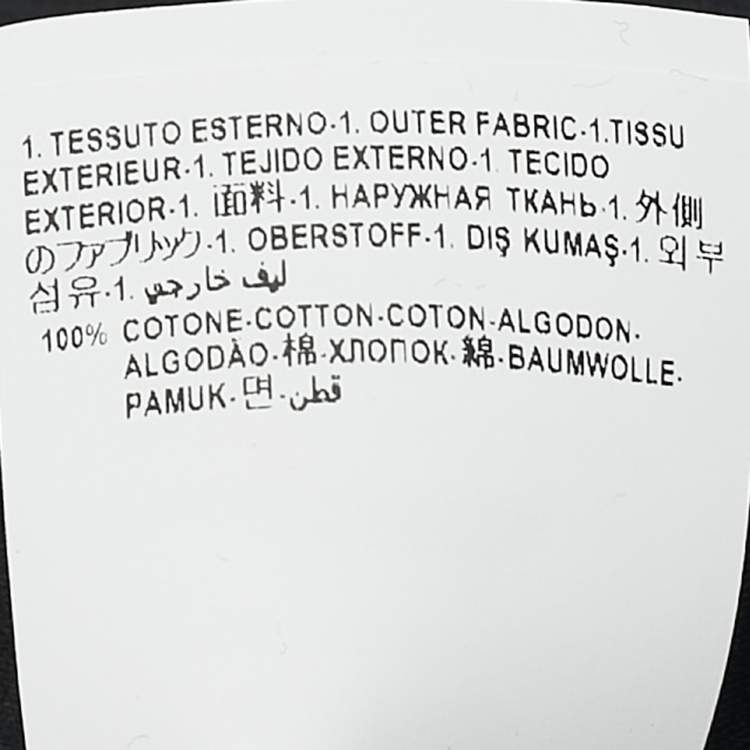 1. TESSUTO ESTERNO·1. OUTER FABRIC·1.TISSU
EXTERIEUR·1. TEJIDO EXTERNO·1. TECIDO
EXTERIOR·1. 面料·1. НАРУЖНАЯ ТКАНЬ·1. 外側
のファブリック·1. OBERSTOFF·1. DIŞ KUMAŞ·1. 외부
섬유·1. ليف خارجي
100% COTONE·COTTON·COTON·ALGODON·
ALGODÃO·棉·ХЛОПОК·綿·BAUMWOLLE·
PAMUK·면·قطن